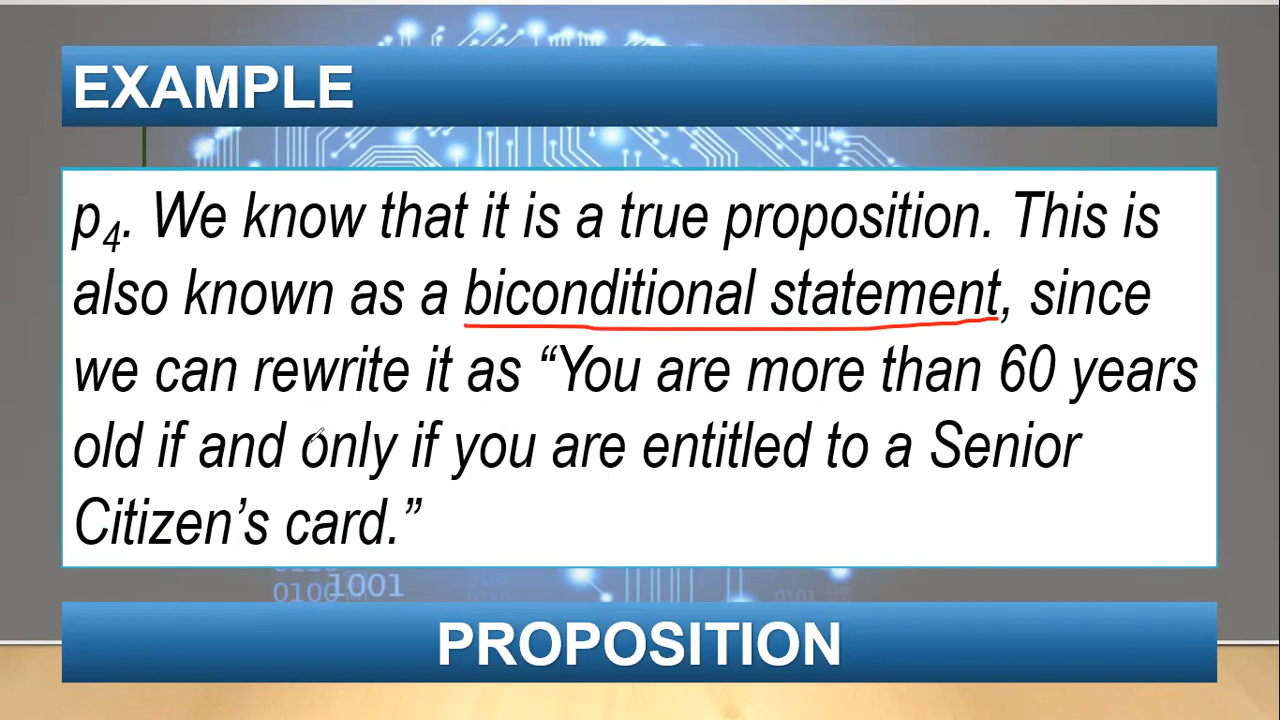 EXAMPLE
p4. We know that it is a true proposition. This is
also known as a biconditional statement, since
we can rewrite it as “You are more than 60 years
old if and only if you are entitled to a Senior
Citizen’s card.”
1001
0100
PROPOSITION